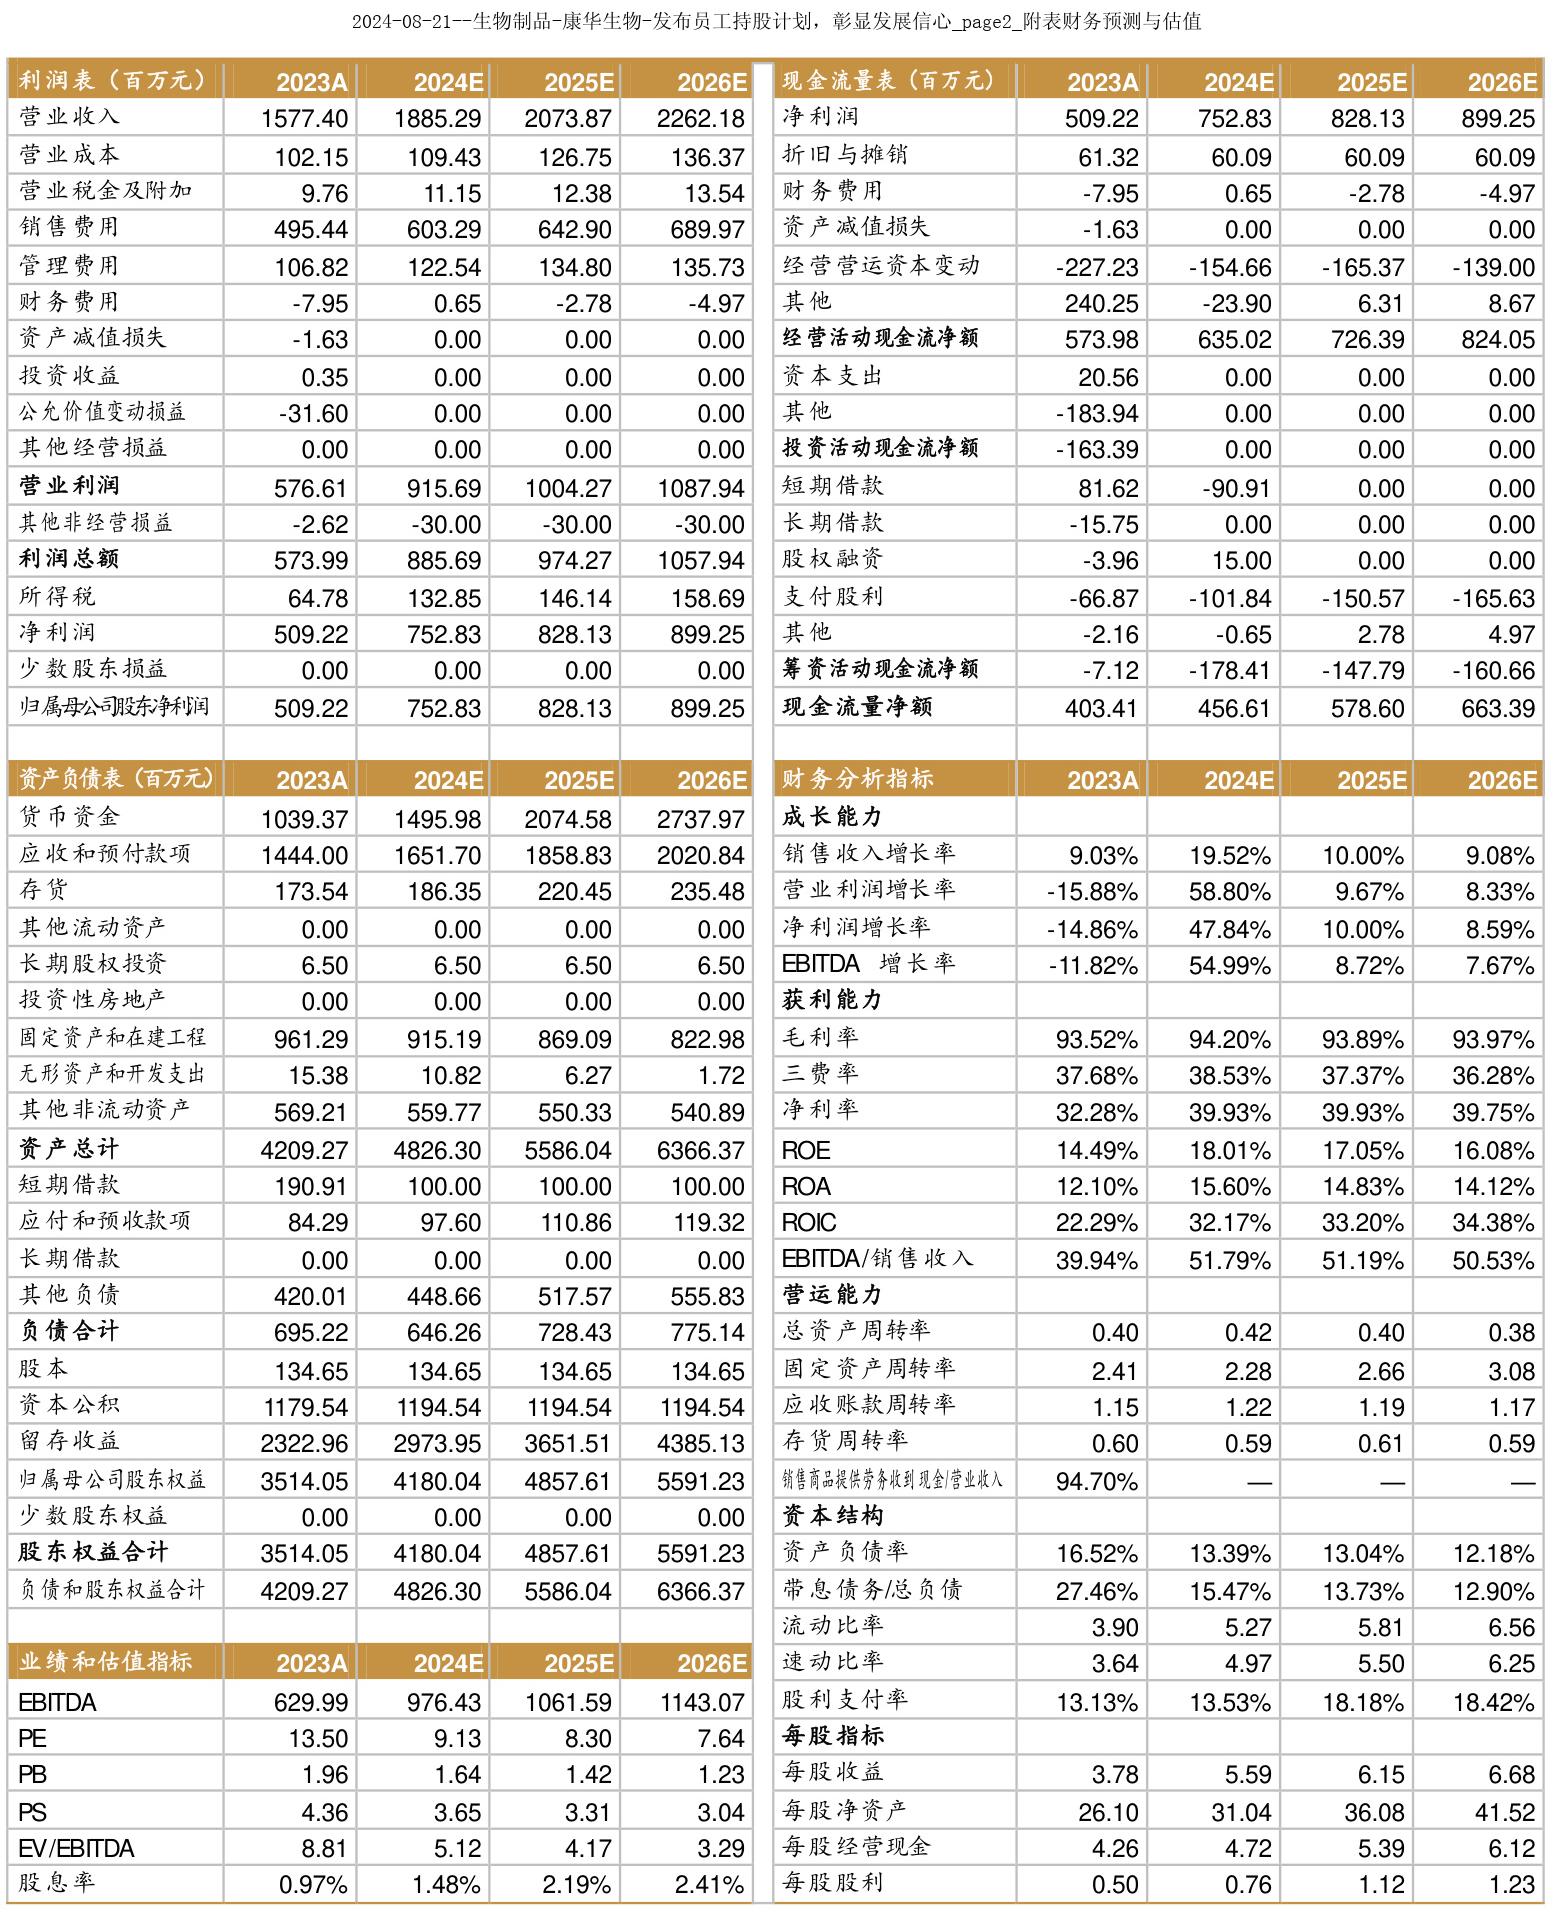 2024-08-21--生物制品-康华生物-发布员工持股计划，彰显发展信心_page2_附表财务预测与估值
利润表（百万元） 2023A 2024E 2025E 2026E
营业收入 1577.40 1885.29 2073.87 2262.18
营业成本 102.15 109.43 126.75 136.37
营业税金及附加 9.76 11.15 12.38 13.54
销售费用 495.44 603.29 642.90 689.97
管理费用 106.82 122.54 134.80 135.73
财务费用 -7.95 0.65 -2.78 -4.97
资产减值损失 -1.63 0.00 0.00 0.00
投资收益 0.35 0.00 0.00 0.00
公允价值变动损益 -31.60 0.00 0.00 0.00
其他经营损益 0.00 0.00 0.00 0.00
营业利润 576.61 915.69 1004.27 1087.94
其他非经营损益 -2.62 -30.00 -30.00 -30.00
利润总额 573.99 885.69 974.27 1057.94
所得税 64.78 132.85 146.14 158.69
净利润 509.22 752.83 828.13 899.25
少数股东损益 0.00 0.00 0.00 0.00
归属母公司股东净利润 509.22 752.83 828.13 899.25
资产负债表（百万元） 2023A 2024E 2025E 2026E
货币资金 1039.37 1495.98 2074.58 2737.97
应收和预付款项 1444.00 1651.70 1858.83 2020.84
存货 173.54 186.35 220.45 235.48
其他流动资产 0.00 0.00 0.00 0.00
长期股权投资 6.50 6.50 6.50 6.50
投资性房地产 0.00 0.00 0.00 0.00
固定资产和在建工程 961.29 915.19 869.09 822.98
无形资产和开发支出 15.38 10.82 6.27 1.72
其他非流动资产 569.21 559.77 550.33 540.89
资产总计 4209.27 4826.30 5586.04 6366.37
短期借款 190.91 100.00 100.00 100.00
应付和预收款项 84.29 97.60 110.86 119.32
长期借款 0.00 0.00 0.00 0.00
其他负债 420.01 448.66 517.57 555.83
负债合计 695.22 646.26 728.43 775.14
股本 134.65 134.65 134.65 134.65
资本公积 1179.54 1194.54 1194.54 1194.54
留存收益 2322.96 2973.95 3651.51 4385.13
归属母公司股东权益 3514.05 4180.04 4857.61 5591.23
少数股东权益 0.00 0.00 0.00 0.00
股东权益合计 3514.05 4180.04 4857.61 5591.23
负债和股东权益合计 4209.27 4826.30 5586.04 6366.37
业绩和估值指标 2023A 2024E 2025E 2026E
EBITDA 629.99 976.43 1061.59 1143.07
PE 13.50 9.13 8.30 7.64
PB 1.96 1.64 1.42 1.23
PS 4.36 3.65 3.31 3.04
EV/EBITDA 8.81 5.12 4.17 3.29
股息率 0.97% 1.48% 2.19% 2.41%
现金流量表（百万元） 2023A 2024E 2025E 2026E
净利润 509.22 752.83 828.13 899.25
折旧与摊销 61.32 60.09 60.09 60.09
财务费用 -7.95 0.65 -2.78 -4.97
资产减值损失 -1.63 0.00 0.00 0.00
经营营运资本变动 -227.23 -154.66 -165.37 -139.00
其他 240.25 -23.90 6.31 8.67
经营活动现金流净额 573.98 635.02 726.39 824.05
资本支出 20.56 0.00 0.00 0.00
其他 -183.94 0.00 0.00 0.00
投资活动现金流净额 -163.39 0.00 0.00 0.00
短期借款 81.62 -90.91 0.00 0.00
长期借款 -15.75 0.00 0.00 0.00
股权融资 -3.96 15.00 0.00 0.00
支付股利 -66.87 -101.84 -150.57 -165.63
其他 -2.16 -0.65 2.78 4.97
筹资活动现金流净额 -7.12 -178.41 -147.79 -160.66
现金流量净额 403.41 456.61 578.60 663.39
财务分析指标 2023A 2024E 2025E 2026E
成长能力
销售收入增长率 9.03% 19.52% 10.00% 9.08%
营业利润增长率 -15.88% 58.80% 9.67% 8.33%
净利润增长率 -14.86% 47.84% 10.00% 8.59%
EBITDA 增长率 -11.82% 54.99% 8.72% 7.67%
获利能力
毛利率 93.52% 94.20% 93.89% 93.97%
三费率 37.68% 38.53% 37.37% 36.28%
净利率 32.28% 39.93% 39.93% 39.75%
ROE 14.49% 18.01% 17.05% 16.08%
ROA 12.10% 15.60% 14.83% 14.12%
ROIC 22.29% 32.17% 33.20% 34.38%
EBITDA/销售收入 39.94% 51.79% 51.19% 50.53%
营运能力
总资产周转率 0.40 0.42 0.40 0.38
固定资产周转率 2.41 2.28 2.66 3.08
应收账款周转率 1.15 1.22 1.19 1.17
存货周转率 0.60 0.59 0.61 0.59
销售商品提供劳务收到现金/营业收入 94.70% — — —
资本结构
资产负债率 16.52% 13.39% 13.04% 12.18%
带息债务/总负债 27.46% 15.47% 13.73% 12.90%
流动比率 3.90 5.27 5.81 6.56
速动比率 3.64 4.97 5.50 6.25
股利支付率 13.13% 13.53% 18.18% 18.42%
每股指标
每股收益 3.78 5.59 6.15 6.68
每股净资产 26.10 31.04 36.08 41.52
每股经营现金 4.26 4.72 5.39 6.12
每股股利 0.50 0.76 1.12 1.23